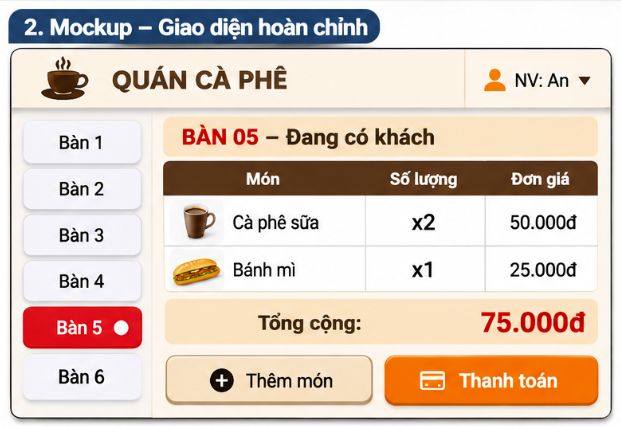 2. Mockup – Giao diện hoàn chỉnh
QUÁN CÀ PHÊ
NV: An
Bàn 1
Bàn 2
Bàn 3
Bàn 4
Bàn 5
Bàn 6
BÀN 05 – Đang có khách
Món Số lượng Đơn giá
Cà phê sữa x2 50.000đ
Bánh mì x1 25.000đ
Tổng cộng: 75.000đ
Thêm món
Thanh toán